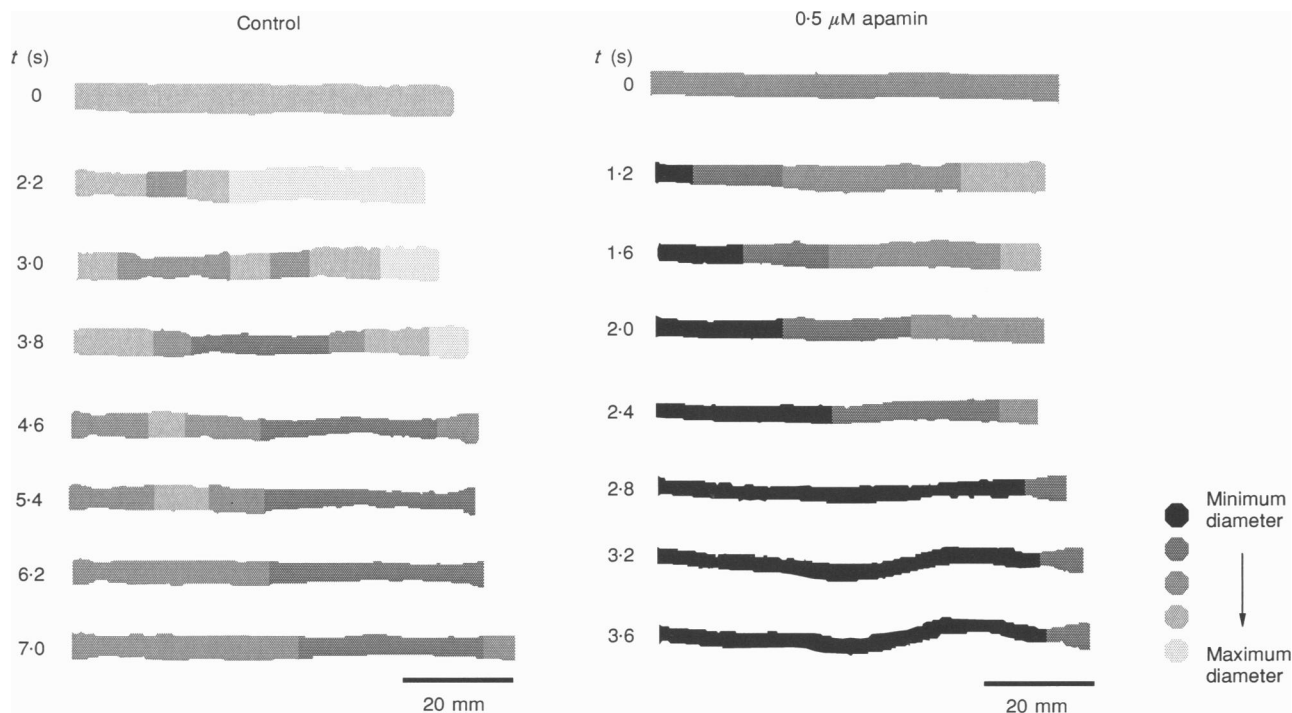 Control
t (s)
0
2·2
3·0
3·8
4·6
5·4
6·2
7·0
20 mm
0·5 μM apamin
t (s)
0
1·2
1·6
2·0
2·4
2·8
3·2
3·6
20 mm
Minimum
diameter
Maximum
diameter